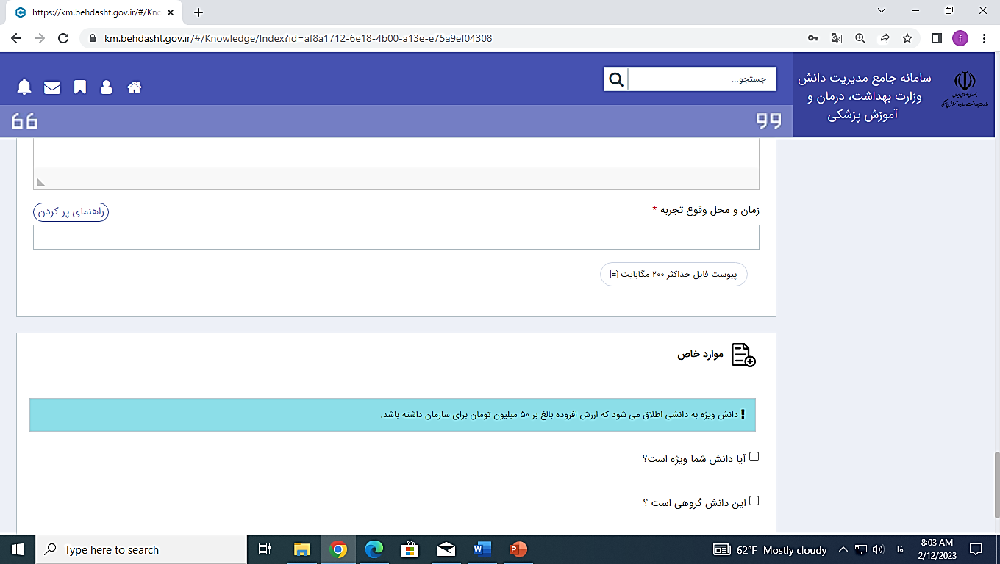 https://km.behdasht.gov.ir/#/Kno
km.behdasht.gov.ir/#/Knowledge/Index?id=af8a1712-6e18-4b00-a13e-e75a9ef04308
f
سامانه جامع مدیریت دانش
وزارت بهداشت، درمان و
آموزش پزشکی
جستجو...
زمان و محل وقوع تجربه *
راهنمای پر کردن
پیوست فایل حداکثر ۲۰۰ مگابایت
موارد خاص
! دانش ویژه به دانشی اطلاق می شود که ارزش افزوده بالغ بر ۵۰ میلیون تومان برای سازمان داشته باشد.
آیا دانش شما ویژه است؟
این دانش گروهی است ؟
Type here to search
62°F Mostly cloudy
فا
8:03 AM
2/12/2023